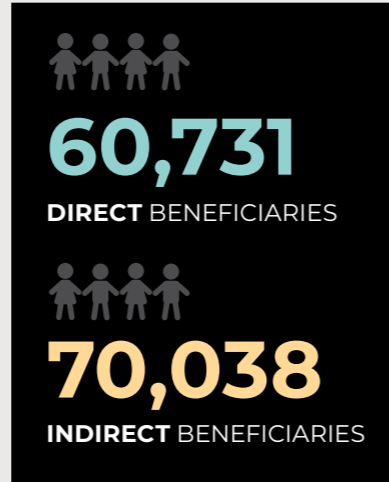 60,731
DIRECT BENEFICIARIES
70,038
INDIRECT BENEFICIARIES